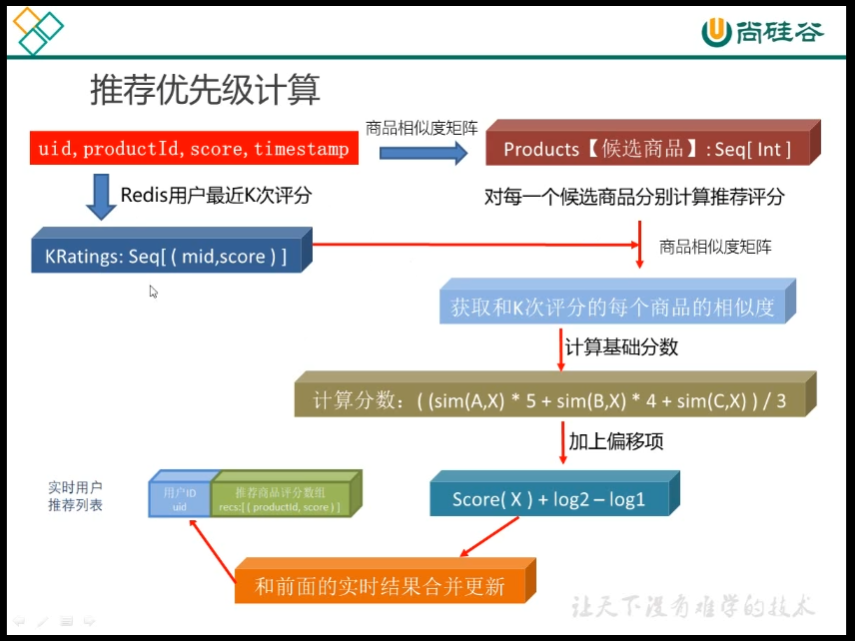 尚硅谷
推荐优先级计算
商品相似度矩阵
uid,productId,score,timestamp
Products【候选商品】: Seq[ Int ]
Redis用户最近K次评分
对每一个候选商品分别计算推荐评分
KRatings: Seq[ ( mid,score ) ]
商品相似度矩阵
获取和K次评分的每个商品的相似度
计算基础分数
计算分数：( (sim(A,X) * 5 + sim(B,X) * 4 + sim(C,X) ) / 3
加上偏移项
实时用户
推荐列表
用户ID
uid
推荐商品评分数组
recs:[ ( productId, score ) ]
Score( X ) + log2 – log1
和前面的实时结果合并更新
让天下没有难学的技术